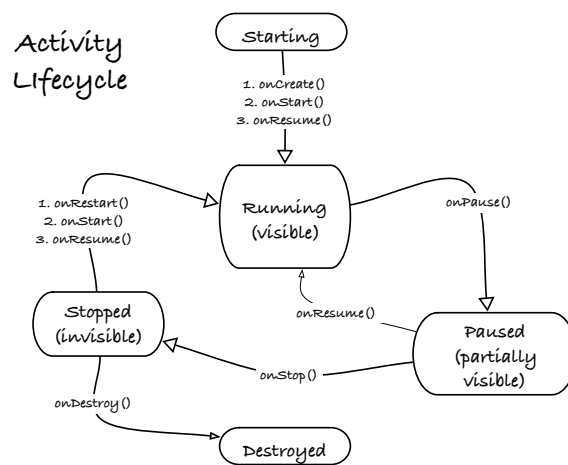 Activity
LIfecycle
Starting
1. onCreate()
2. onStart()
3. onResume()
1. onRestart()
2. onStart()
3. onResume()
Running
(visible)
onPause()
onResume()
Stopped
(invisible)
Paused
(partially
visible)
onStop()
onDestroy()
Destroyed